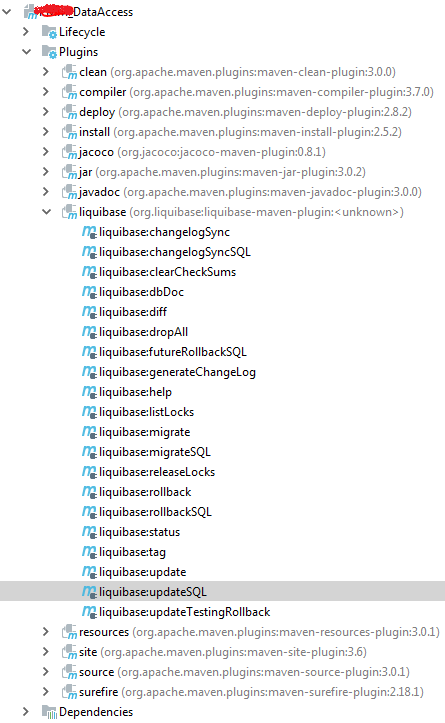 _DataAccess
Lifecycle
Plugins
clean (org.apache.maven.plugins:maven-clean-plugin:3.0.0)
compiler (org.apache.maven.plugins:maven-compiler-plugin:3.7.0)
deploy (org.apache.maven.plugins:maven-deploy-plugin:2.8.2)
install (org.apache.maven.plugins:maven-install-plugin:2.5.2)
jacoco (org.jacoco:jacoco-maven-plugin:0.8.1)
jar (org.apache.maven.plugins:maven-jar-plugin:3.0.2)
javadoc (org.apache.maven.plugins:maven-javadoc-plugin:3.0.0)
liquibase (org.liquibase:liquibase-maven-plugin:<unknown>)
liquibase:changelogSync
liquibase:changelogSyncSQL
liquibase:clearCheckSums
liquibase:dbDoc
liquibase:diff
liquibase:dropAll
liquibase:futureRollbackSQL
liquibase:generateChangeLog
liquibase:help
liquibase:listLocks
liquibase:migrate
liquibase:migrateSQL
liquibase:releaseLocks
liquibase:rollback
liquibase:rollbackSQL
liquibase:status
liquibase:tag
liquibase:update
liquibase:updateSQL
liquibase:updateTestingRollback
resources (org.apache.maven.plugins:maven-resources-plugin:3.0.1)
site (org.apache.maven.plugins:maven-site-plugin:3.6)
source (org.apache.maven.plugins:maven-source-plugin:3.0.1)
surefire (org.apache.maven.plugins:maven-surefire-plugin:2.18.1)
Dependencies